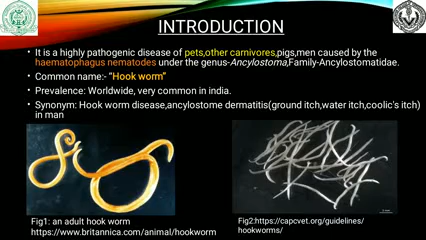 INTRODUCTION
• It is a highly pathogenic disease of pets,other carnivores,pigs,men caused by the
haematophagus nematodes under the genus-Ancylostoma,Family-Ancylostomatidae.
• Common name:- “Hook worm”
• Prevalence: Worldwide,very common in india.
• Synonym: Hook worm disease,ancylostome dermatitis(ground itch,water itch,coolic's itch)
in man
Fig1: an adult hook worm
https://www.britannica.com/animal/hookworm
Fig2:https://capcvet.org/guidelines/
hookworms/